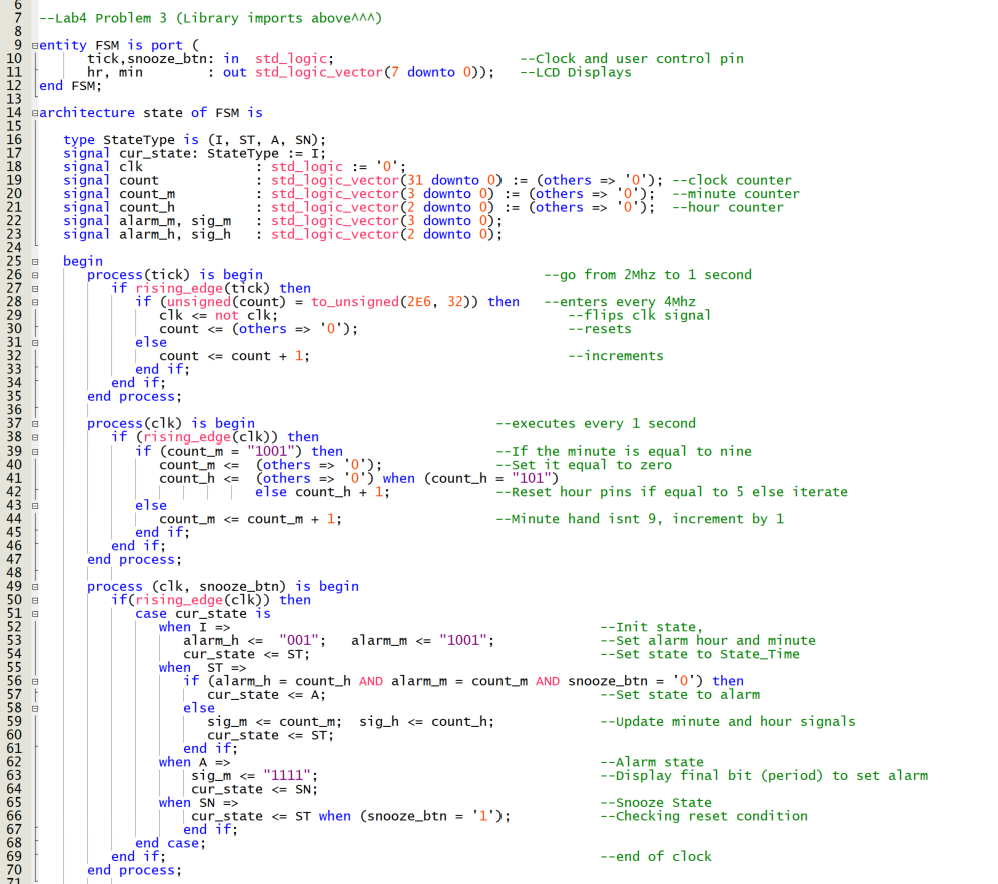 6
7 --Lab4 Problem 3 (Library imports above^^^)
8
9 entity FSM is port (
10 tick,snooze_btn: in std_logic; --Clock and user control pin
11 hr, min : out std_logic_vector(7 downto 0)); --LCD Displays
12 end FSM;
13
14 architecture state of FSM is
15
16 type StateType is (I, ST, A, SN);
17 signal cur_state: StateType := I;
18 signal clk : std_logic := '0';
19 signal count : std_logic_vector(31 downto 0) := (others => '0'); --clock counter
20 signal count_m : std_logic_vector(3 downto 0) := (others => '0'); --minute counter
21 signal count_h : std_logic_vector(2 downto 0) := (others => '0'); --hour counter
22 signal alarm_m, sig_m : std_logic_vector(3 downto 0);
23 signal alarm_h, sig_h : std_logic_vector(2 downto 0);
24
25 begin
26 process(tick) is begin --go from 2Mhz to 1 second
27 if rising_edge(tick) then
28 if (unsigned(count) = to_unsigned(2E6, 32)) then --enters every 4Mhz
29 clk <= not clk; --flips clk signal
30 count <= (others => '0'); --resets
31 else
32 count <= count + 1; --increments
33 end if;
34 end if;
35 end process;
36
37 process(clk) is begin --executes every 1 second
38 if (rising_edge(clk)) then
39 if (count_m = "1001") then --If the minute is equal to nine
40 count_m <= (others => '0'); --Set it equal to zero
41 count_h <= (others => '0') when (count_h = "101")
42 else count_h + 1; --Reset hour pins if equal to 5 else iterate
43 else
44 count_m <= count_m + 1; --Minute hand isnt 9, increment by 1
45 end if;
46 end if;
47 end process;
48
49 process (clk, snooze_btn) is begin
50 if(rising_edge(clk)) then
51 case cur_state is
52 when I => --Init state,
53 alarm_h <= "001"; alarm_m <= "1001"; --Set alarm hour and minute
54 cur_state <= ST; --Set state to State_Time
55 when ST =>
56 if (alarm_h = count_h AND alarm_m = count_m AND snooze_btn = '0') then
57 cur_state <= A; --Set state to alarm
58 else
59 sig_m <= count_m; sig_h <= count_h; --Update minute and hour signals
60 cur_state <= ST;
61 end if;
62 when A => --Alarm state
63 sig_m <= "1111"; --Display final bit (period) to set alarm
64 cur_state <= SN;
65 when SN => --Snooze State
66 cur_state <= ST when (snooze_btn = '1'); --Checking reset condition
67 end if;
68 end case;
69 end if; --end of clock
70 end process;
71